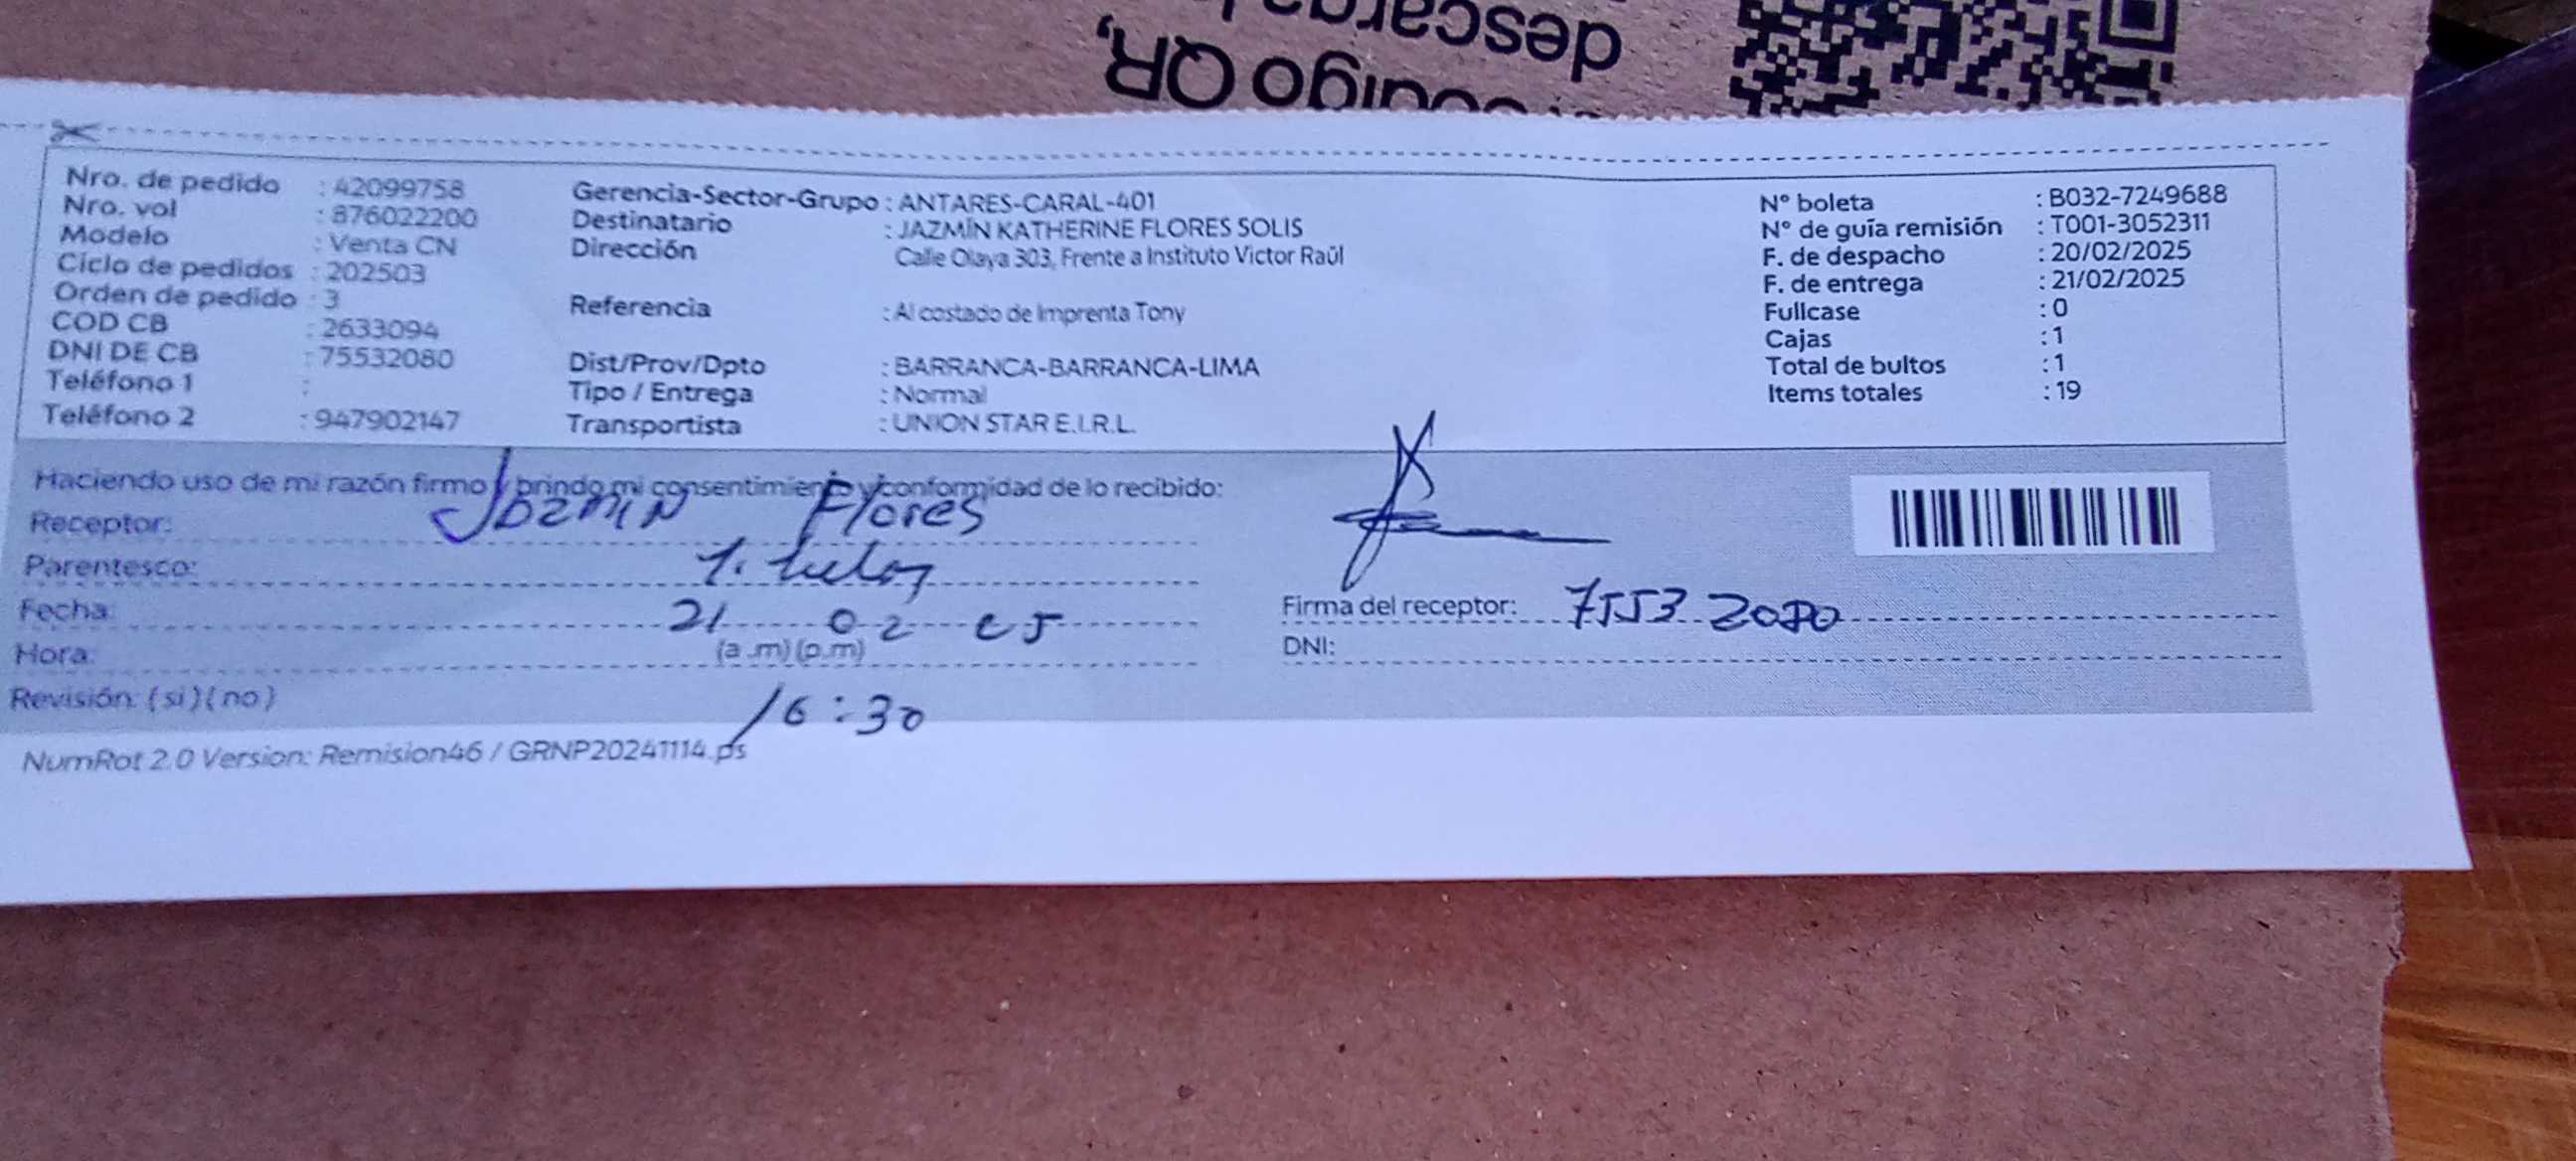 descarga
código QR,
Nro. de pedido : 42099758
Nro. vol : 876022200
Modelo : Venta CN
Ciclo de pedidos : 202503
Orden de pedido : 3
COD CB : 2633094
DNI DE CB : 75532080
Teléfono 1 :
Teléfono 2 : 947902147
Gerencia-Sector-Grupo : ANTARES-CARAL-401
Destinatario : JAZMÍN KATHERINE FLORES SOLIS
Dirección Calle Olaya 303, Frente a Instituto Victor Raúl
Referencia : Al costado de Imprenta Tony
Dist/Prov/Dpto : BARRANCA-BARRANCA-LIMA
Tipo / Entrega : Normal
Transportista : UNION STAR E.I.R.L.
N° boleta : B032-7249688
N° de guía remisión : T001-3052311
F. de despacho : 20/02/2025
F. de entrega : 21/02/2025
Fullcase : 0
Cajas : 1
Total de bultos : 1
Items totales : 19
Haciendo uso de mi razón firmo y brindo mi consentimiento y conformidad de lo recibido:
Receptor: Jazmin Flores
Parentesco:
Fecha: 21 02 25
Hora: (a .m) (p.m)
Revisión: ( si ) ( no )
16:30
Firma del receptor: 75532080
DNI:
NumRot 2.0 Version: Remision46 / GRNP20241114.ps